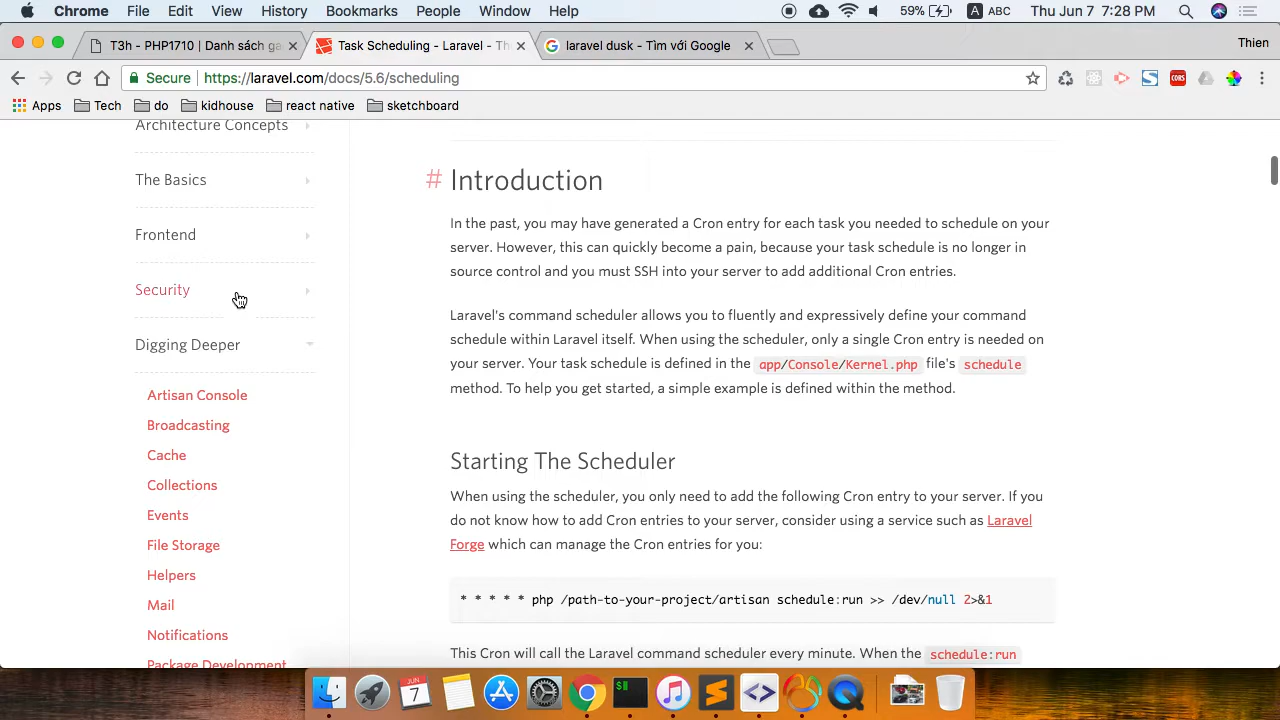 Chrome File Edit View History Bookmarks People Window Help 59% A ABC Thu Jun 7 7:28 PM
T3h - PHP1710 | Danh sách ga
Task Scheduling - Laravel - Th
laravel dusk - Tìm với Google
Thien
Secure https://laravel.com/docs/5.6/scheduling
CORS
Apps Tech do kidhouse react native sketchboard
Architecture Concepts
The Basics
Frontend
Security
Digging Deeper
Artisan Console
Broadcasting
Cache
Collections
Events
File Storage
Helpers
Mail
Notifications
Package Development
# Introduction
In the past, you may have generated a Cron entry for each task you needed to schedule on your
server. However, this can quickly become a pain, because your task schedule is no longer in
source control and you must SSH into your server to add additional Cron entries.
Laravel's command scheduler allows you to fluently and expressively define your command
schedule within Laravel itself. When using the scheduler, only a single Cron entry is needed on
your server. Your task schedule is defined in the app/Console/Kernel.php file's schedule
method. To help you get started, a simple example is defined within the method.
Starting The Scheduler
When using the scheduler, you only need to add the following Cron entry to your server. If you
do not know how to add Cron entries to your server, consider using a service such as Laravel
Forge which can manage the Cron entries for you:
* * * * * php /path-to-your-project/artisan schedule:run >> /dev/null 2>&1
This Cron will call the Laravel command scheduler every minute. When the schedule:run
JUN
7